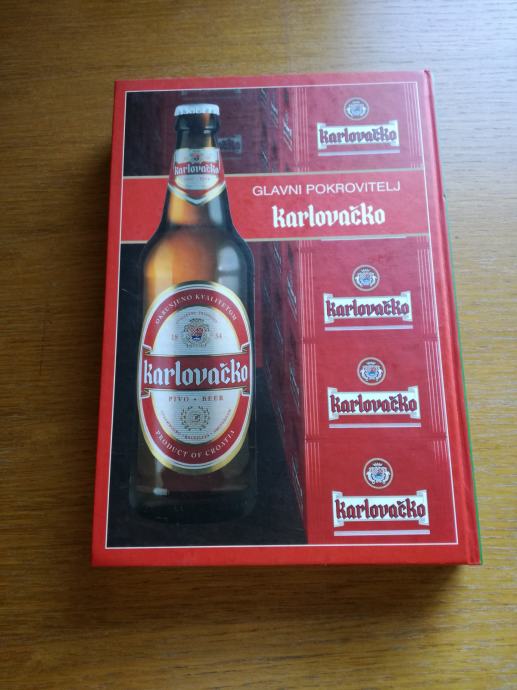 karlovačko
GLAVNI POKROVITELJ
karlovačko
karlovačko
OKRUNJENO KVALITETOM
18 54
karlovačko
PIVO • BEER
PRODUCT OF CROATIA
karlovačko
karlovačko
karlovačko